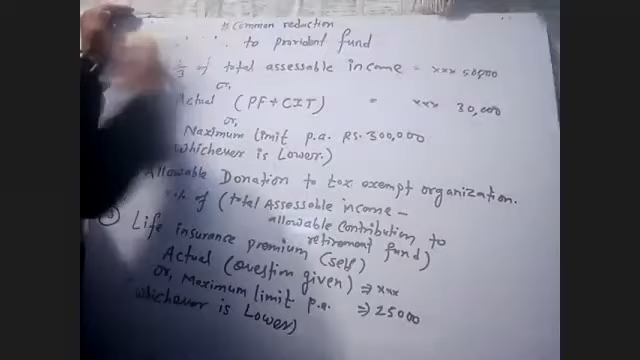 Common reduction
to provident fund
1/3 of total assessable income = xxx 50,000
or,
Actual (PF + CIT) = xxx 30,000
or,
Maximum limit p.a. Rs. 300,000
whichever is Lower.)
Allowable Donation to tax exempt organization.
% of (total Assessable income -
allowable contribution to
retirement fund)
③ Life insurance premium (self)
Actual (question given) ⇒ xxx
or, Maximum limit p.a. ⇒ 25000
whichever is Lower)